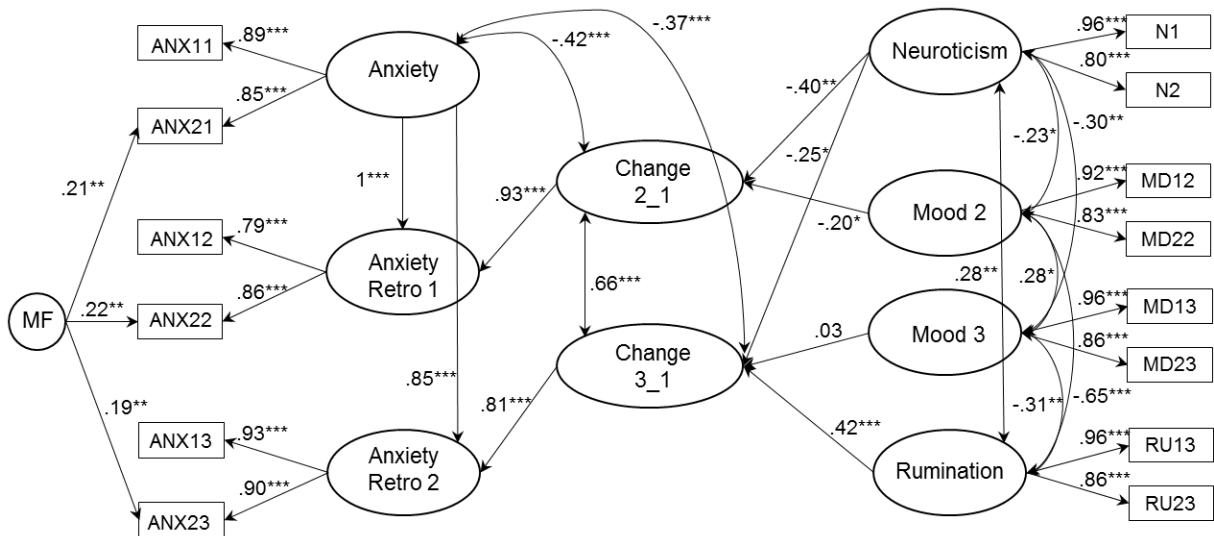 ANX11
.89***
Anxiety
.85***
ANX21
-.42***
-.37***
Neuroticism
.96***
N1
.80***
N2
-.40**
-.25*
-.23*
-.30**
.21**
1***
Change
2_1
.93***
-.20*
Mood 2
.92***
MD12
.83***
MD22
ANX12
.79***
Anxiety
Retro 1
.86***
ANX22
.22**
MF
.66***
.28**
.28*
Change
3_1
.03
Mood 3
.96***
MD13
.86***
MD23
.85***
.81***
.19**
-.31**
-.65***
ANX13
.93***
Anxiety
Retro 2
.90***
ANX23
.42***
Rumination
.96***
RU13
.86***
RU23